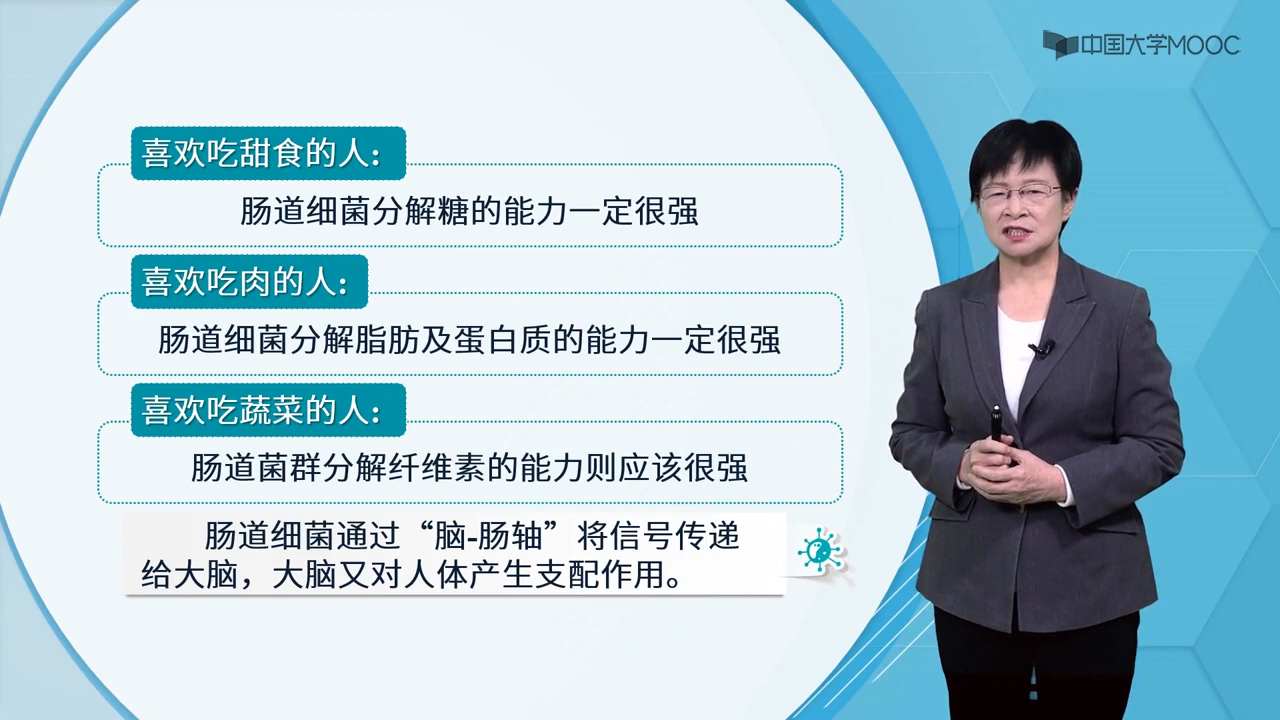 中国大学MOOC
喜欢吃甜食的人:
肠道细菌分解糖的能力一定很强
喜欢吃肉的人:
肠道细菌分解脂肪及蛋白质的能力一定很强
喜欢吃蔬菜的人:
肠道菌群分解纤维素的能力则应该很强
肠道细菌通过“脑-肠轴”将信号传递
给大脑，大脑又对人体产生支配作用。